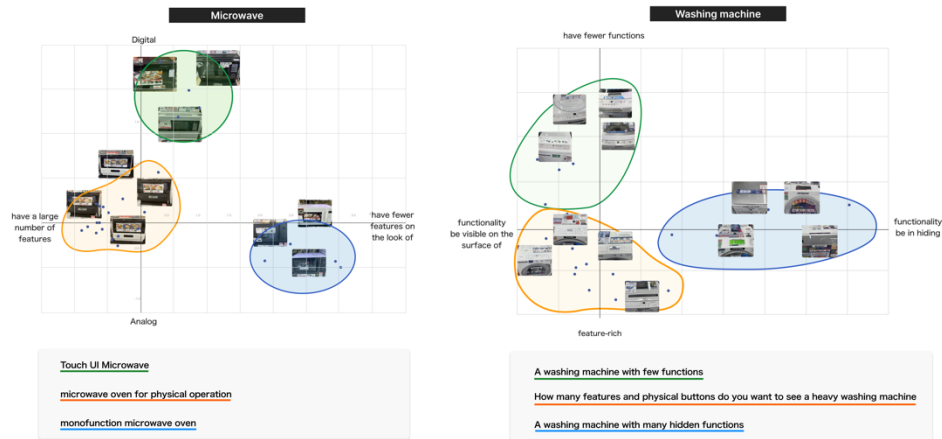 Microwave
Digital
have a large
number of
features
have fewer
features on
the look of
Analog
Touch UI Microwave
microwave oven for physical operation
monofunction microwave oven
Washing machine
have fewer functions
functionality
be visible on the
surface of
functionality
be in hiding
feature-rich
A washing machine with few functions
How many features and physical buttons do you want to see a heavy washing machine
A washing machine with many hidden functions